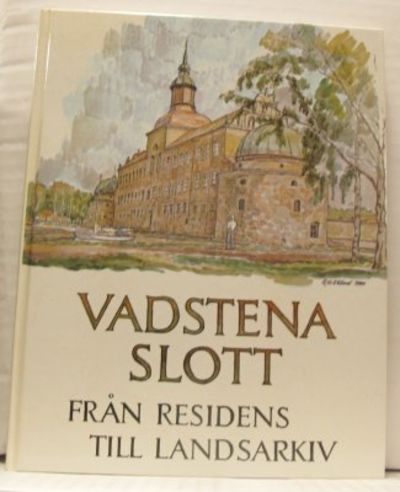 VADSTENA
SLOTT
FRÅN RESIDENS
TILL LANDSARKIV